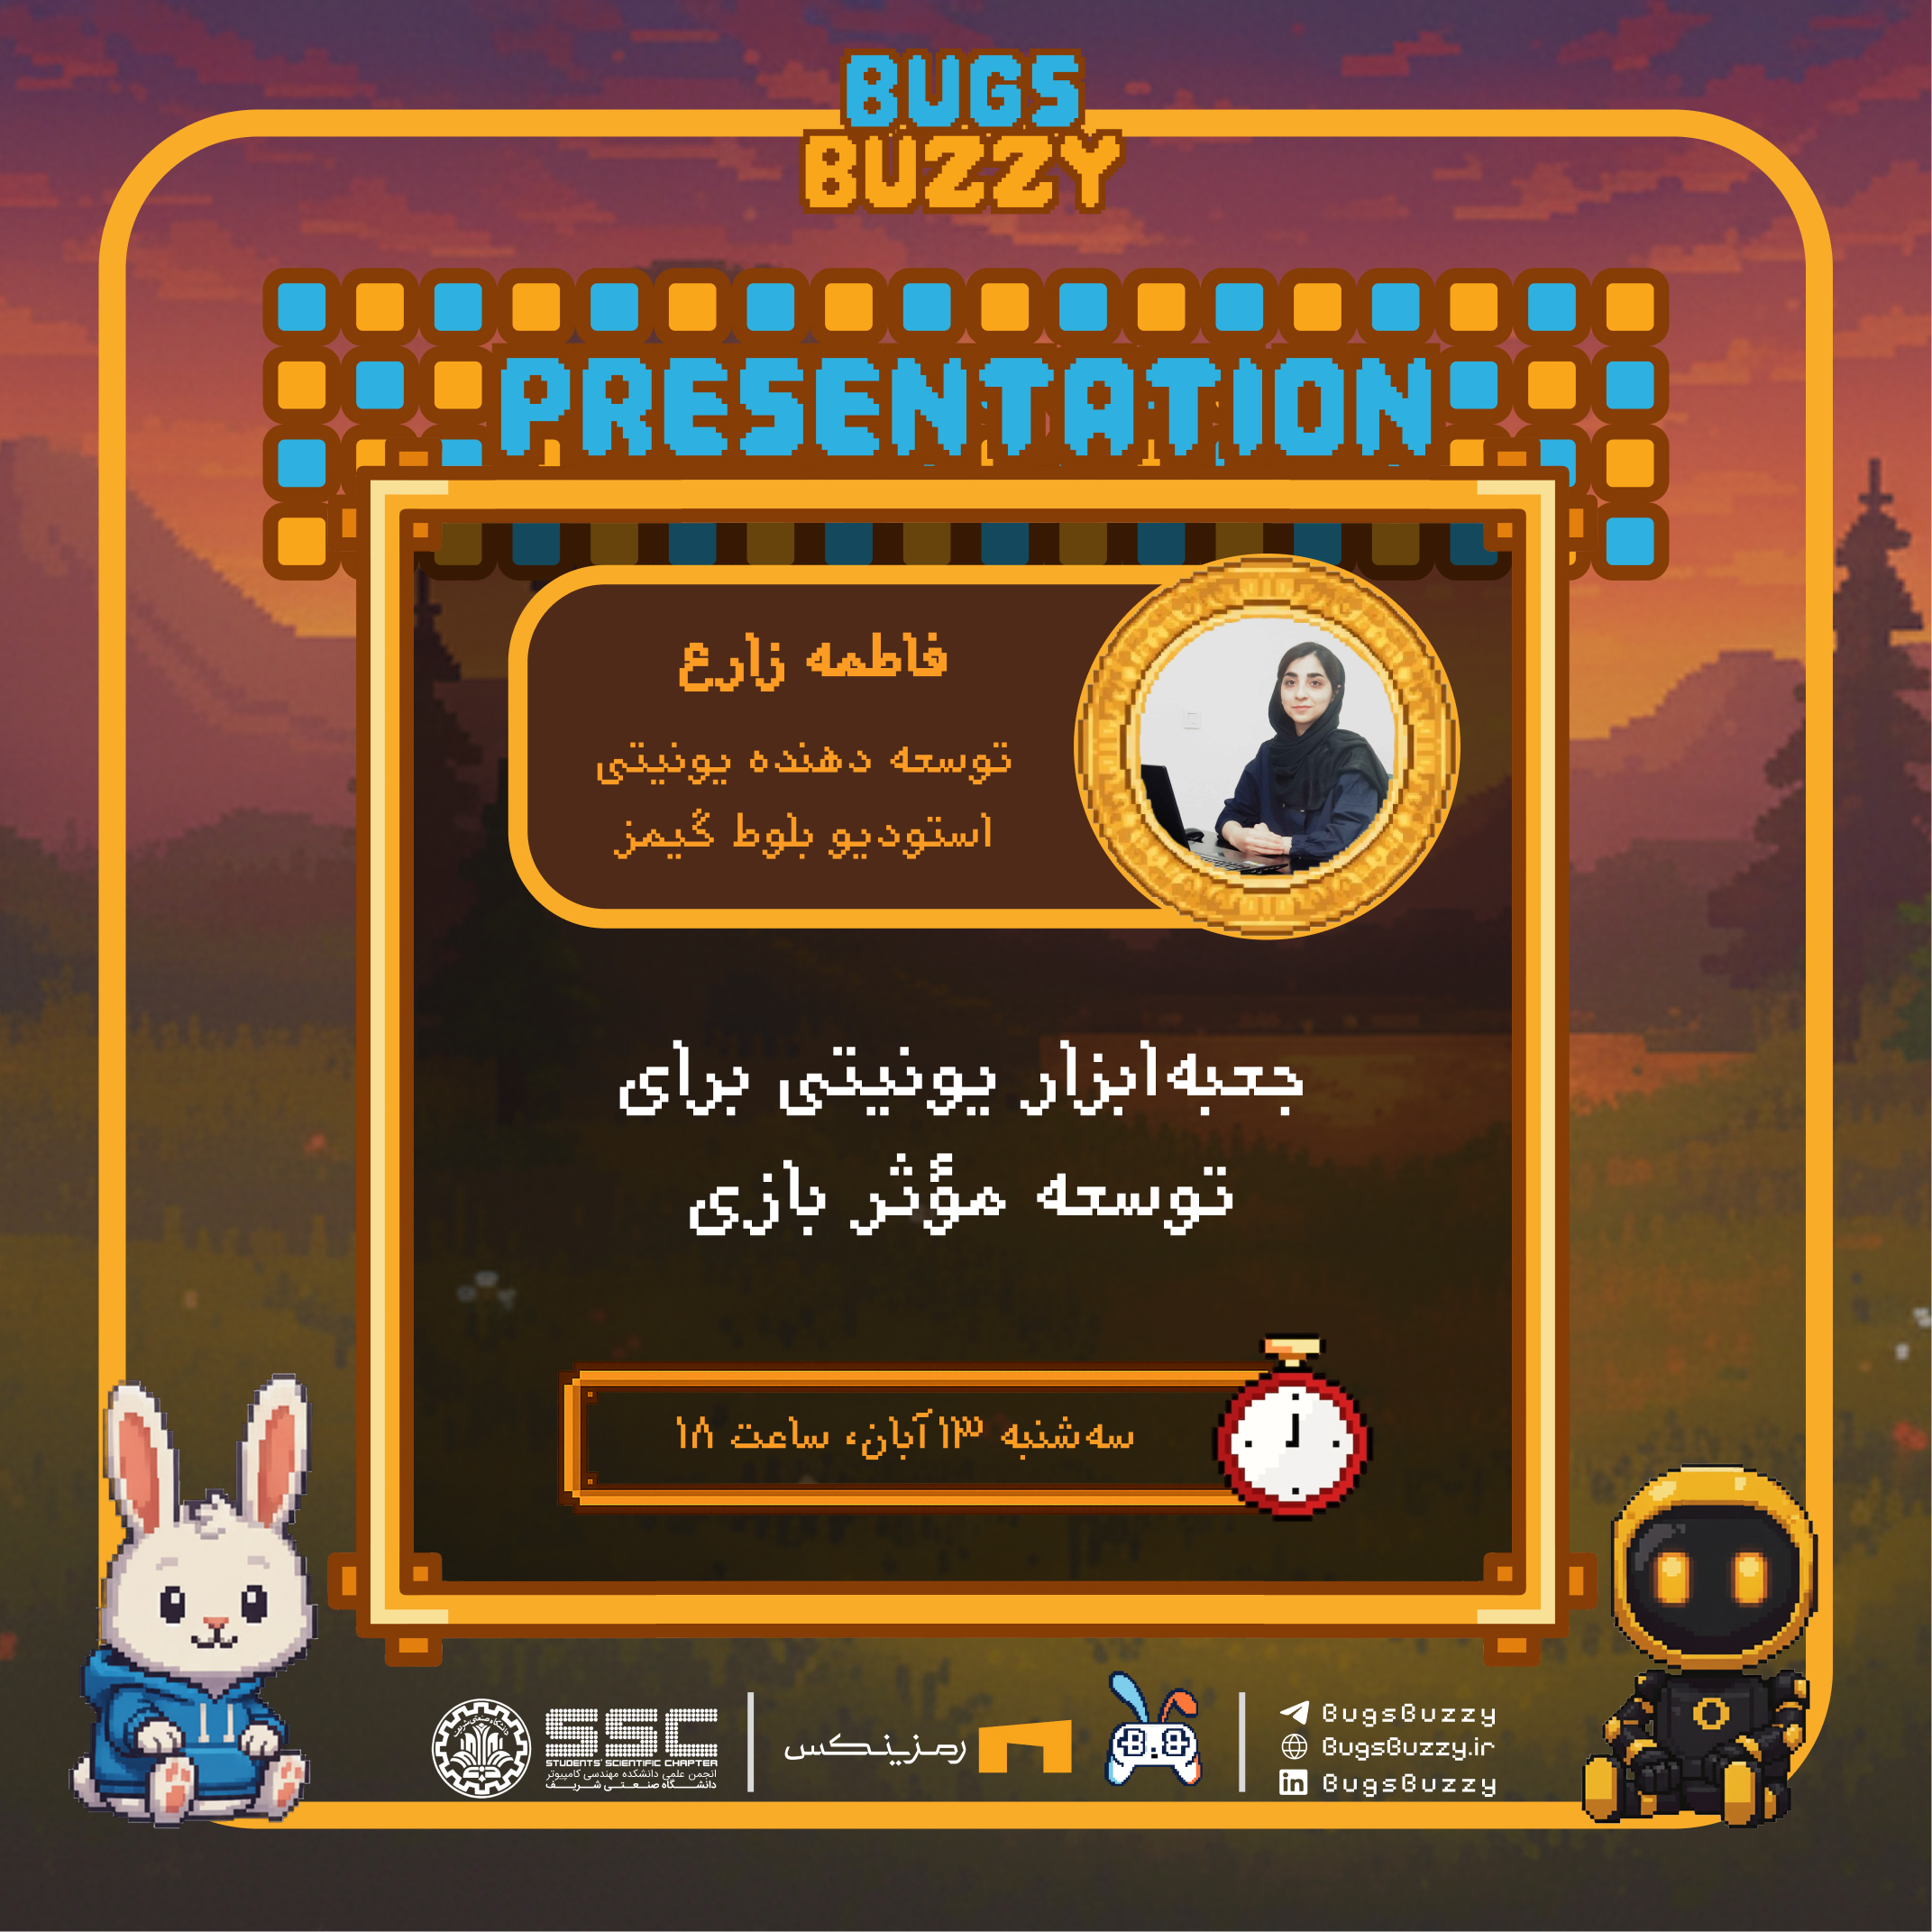 BUGS
BUZZY
PRESENTATION
فاطمه زارع
توسعه دهنده یونیتی
استودیو بلوط گیمز
جعبه‌ابزار یونیتی برای
توسعه مؤثر بازی
سه‌شنبه ۱۳ آبان، ساعت ۱۸
SSC
STUDENTS' SCIENTIFIC CHAPTER
انجمن علمی دانشکده مهندسی کامپیوتر
دانشگاه صنعتی شریف
رمزینکس
B.B
BugsBuzzy
BugsBuzzy.ir
in BugsBuzzy